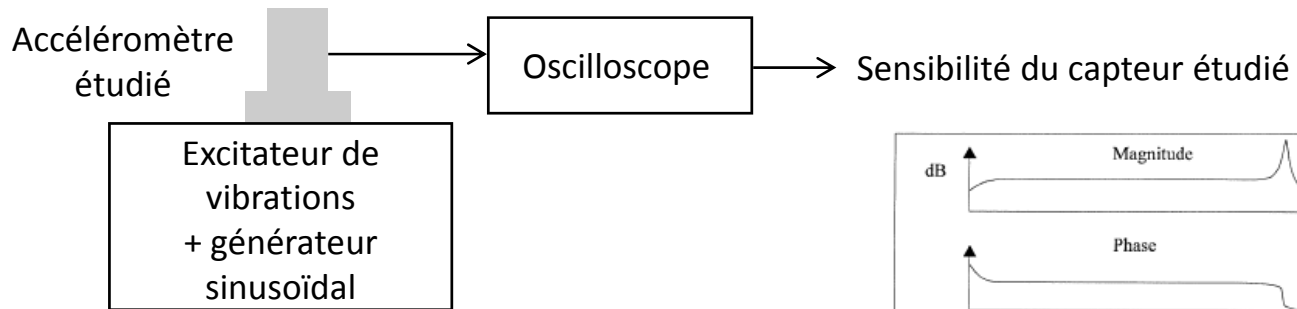 Accéléromètre
étudié
Oscilloscope
Sensibilité du capteur étudié
Excitateur de
vibrations
+ générateur
sinusoïdal
Magnitude
dB
Phase